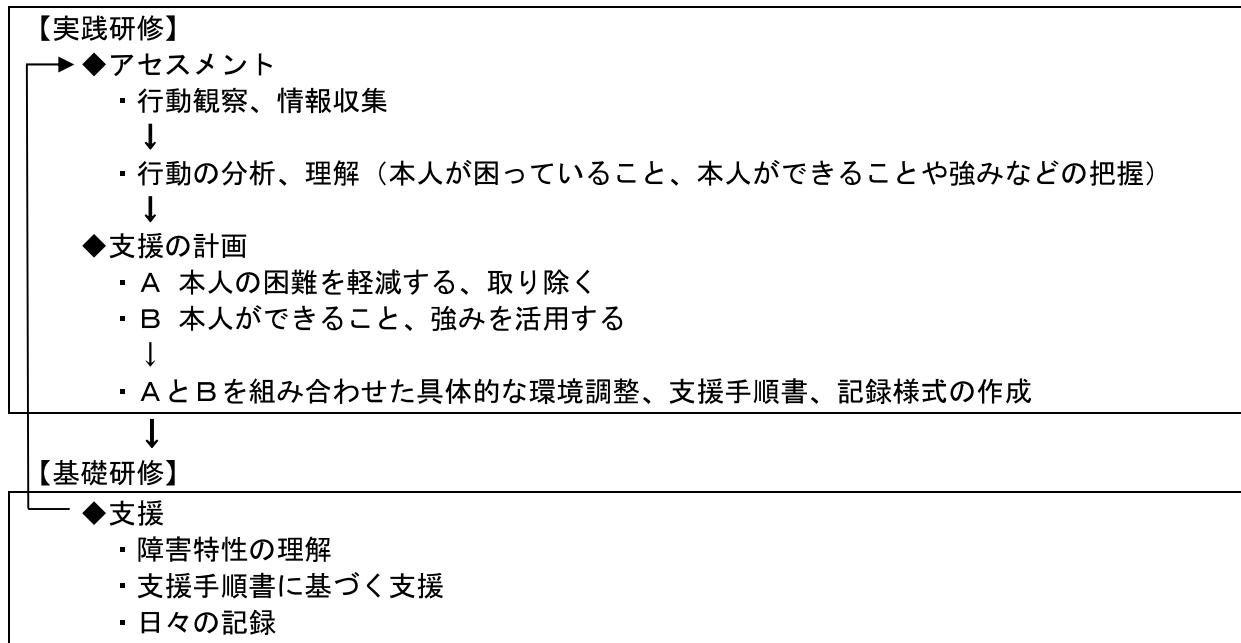 【実践研修】
◆アセスメント
・行動観察、情報収集
↓
・行動の分析、理解（本人が困っていること、本人ができることや強みなどの把握）
↓
◆支援の計画
・Ａ 本人の困難を軽減する、取り除く
・Ｂ 本人ができること、強みを活用する
↓
・ＡとＢを組み合わせた具体的な環境調整、支援手順書、記録様式の作成
↓
【基礎研修】
◆支援
・障害特性の理解
・支援手順書に基づく支援
・日々の記録